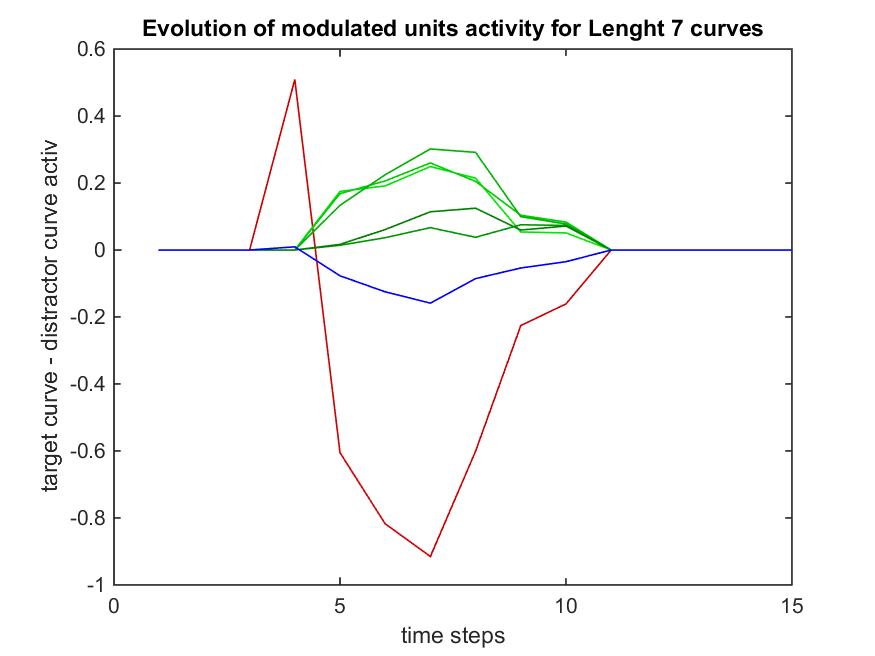 Evolution of modulated units activity for Lenght 7 curves
target curve - distractor curve activ
0.6
0.4
0.2
0
-0.2
-0.4
-0.6
-0.8
-1
0 5 10 15
time steps